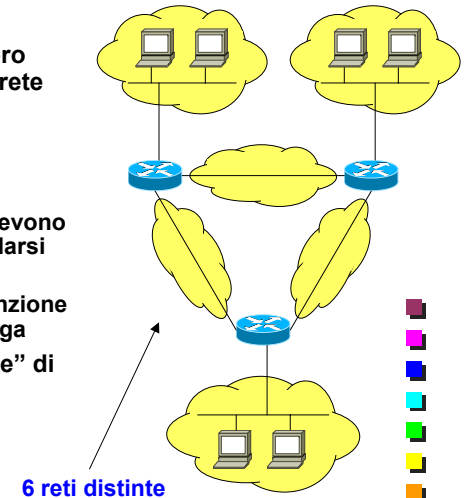 ro
rete
evono
larsi
nzione
ga
e” di
6 reti distinte